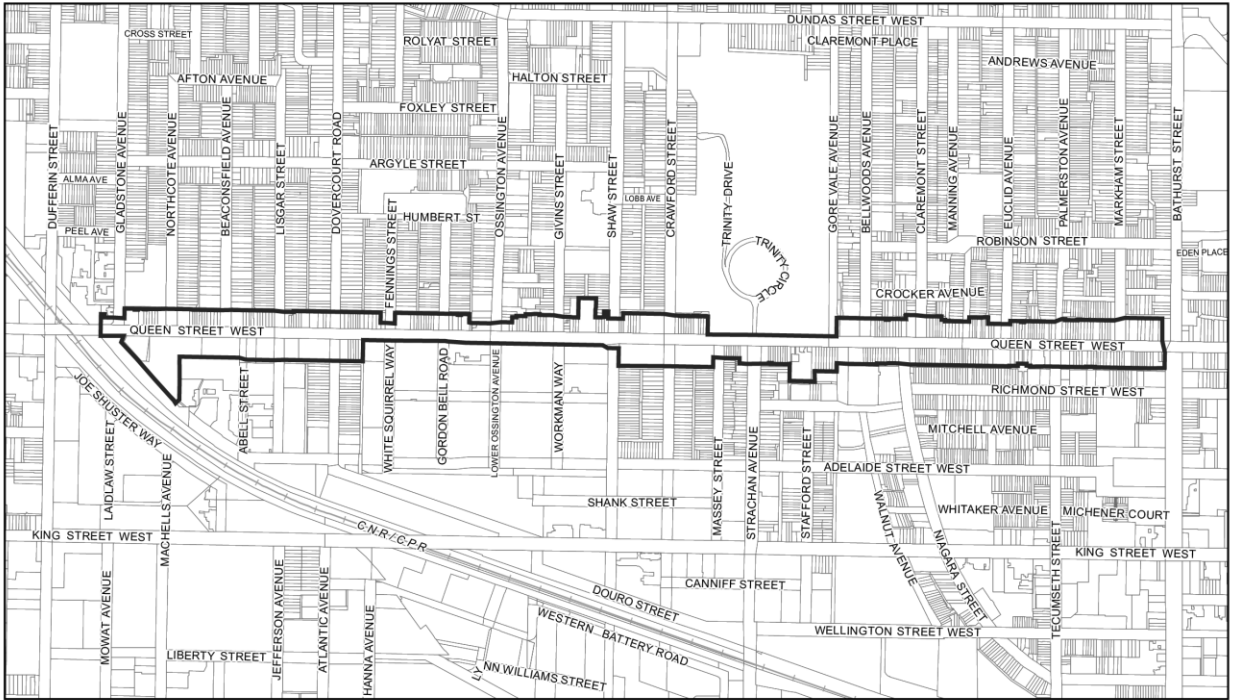 DUNDAS STREET WEST
CROSS STREET
ROLYAT STREET
CLAREMONT PLACE
ANDREWS AVENUE
AFTON AVENUE
HALTON STREET
FOXLEY STREET
DUFFERIN STREET
GLADSTONE AVENUE
NORTHCOTE AVENUE
BEACONSFIELD AVENUE
LISGAR STREET
DOVERCOURT ROAD
ARGYLE STREET
OSSINGTON AVENUE
GIVINS STREET
SHAW STREET
CRAWFORD STREET
TRINITY DRIVE
GORE VALE AVENUE
BELLWOODS AVENUE
CLAREMONT STREET
MANNING AVENUE
EUCLID AVENUE
PALMERSTON AVENUE
MARKHAM STREET
BATHURST STREET
ALMA AVE
LOBB AVE
HUMBERT ST
PEEL AVE
FENNINGS STREET
TRINITY CIRCLE
ROBINSON STREET
EDEN PLACE
CROCKER AVENUE
QUEEN STREET WEST
QUEEN STREET WEST
JOE SHUSTER WAY
ABELL STREET
WHITE SQUIRREL WAY
GORDON BELL ROAD
LOWER OSSINGTON AVENUE
WORKMAN WAY
RICHMOND STREET WEST
MITCHELL AVENUE
LAIDLAW STREET
MACHELLS AVENUE
MASSEY STREET
STRACHAN AVENUE
STAFFORD STREET
ADELAIDE STREET WEST
SHANK STREET
WALNUT AVENUE
NIAGARA STREET
WHITAKER AVENUE
MICHENER COURT
TECUMSETH STREET
KING STREET WEST
C.N.R / C.P.R
KING STREET WEST
CANNIFF STREET
DOURO STREET
WESTERN BATTERY ROAD
WELLINGTON STREET WEST
MOWAT AVENUE
LIBERTY STREET
JEFFERSON AVENUE
ATLANTIC AVENUE
HANNA AVENUE
LY
NN WILLIAMS STREET